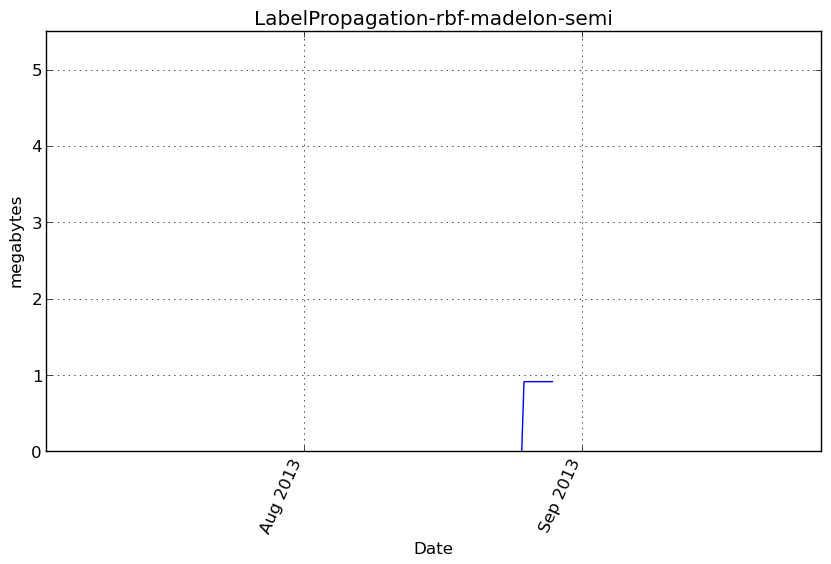 LabelPropagation-rbf-madelon-semi
5
4
3
2
1
0
megabytes
Aug 2013
Sep 2013
Date